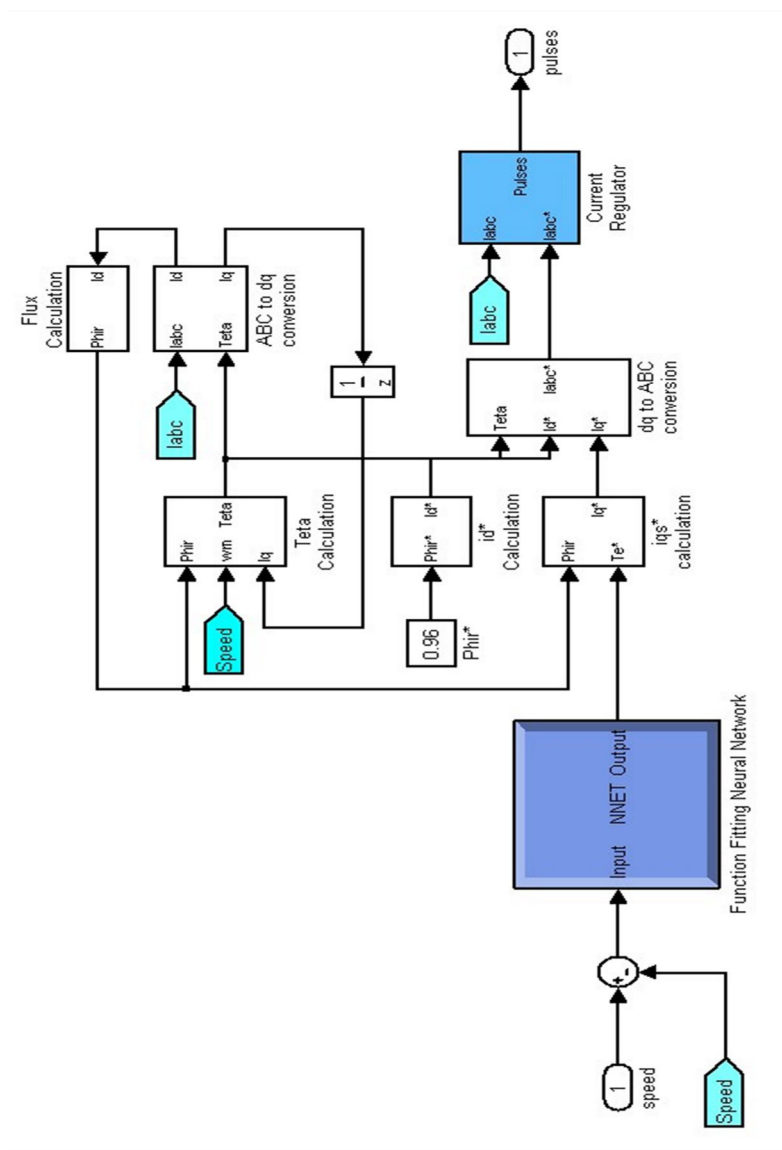 Flux
Calculation
Phir
Id
Iabc
Iabc
Id
Teta
Iq
ABC to dq
conversion
1
z
Phir
wm
Teta
Iq
Teta
Calculation
Speed
0.96
Phir*
Phir*
Id*
id*
Calculation
Phir
Iq*
Te*
iqs*
calculation
Teta
Id*
Iabc*
Iq*
dq to ABC
conversion
Iabc
Iabc
Pulses
Iabc*
Current
Regulator
1
pulses
1
speed
Speed
+
-
Input
NNET
Output
Function Fitting Neural Network